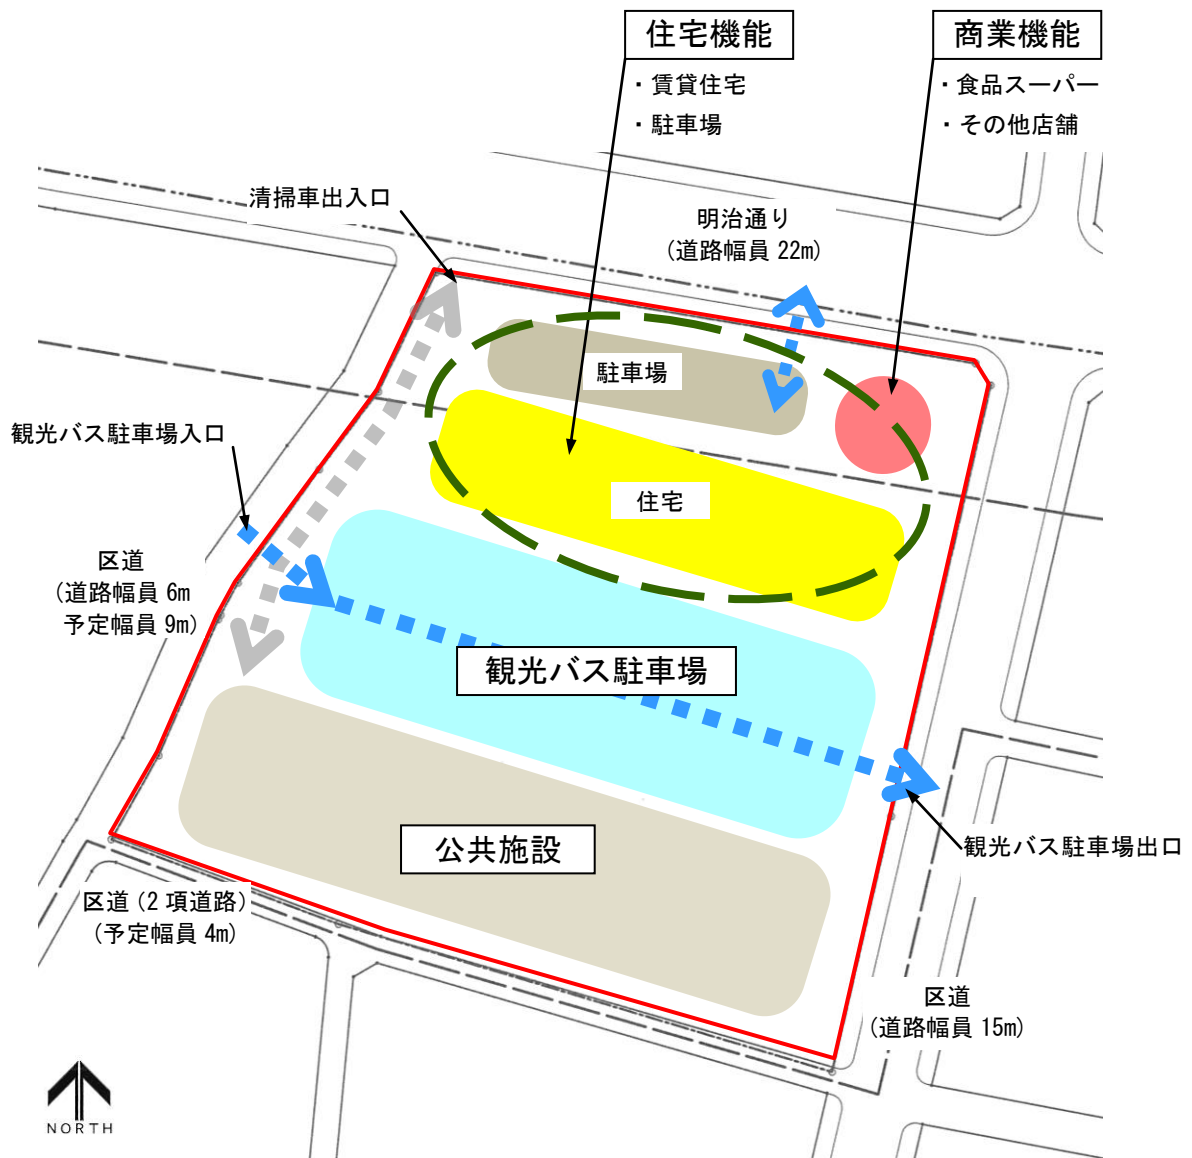 住宅機能
・賃貸住宅
・駐車場
商業機能
・食品スーパー
・その他店舗
清掃車出入口
明治通り
(道路幅員 22m)
駐車場
観光バス駐車場入口
住宅
区道
(道路幅員 6m
予定幅員 9m)
観光バス駐車場
公共施設
観光バス駐車場出口
区道(2 項道路)
(予定幅員 4m)
区道
(道路幅員 15m)
NORTH